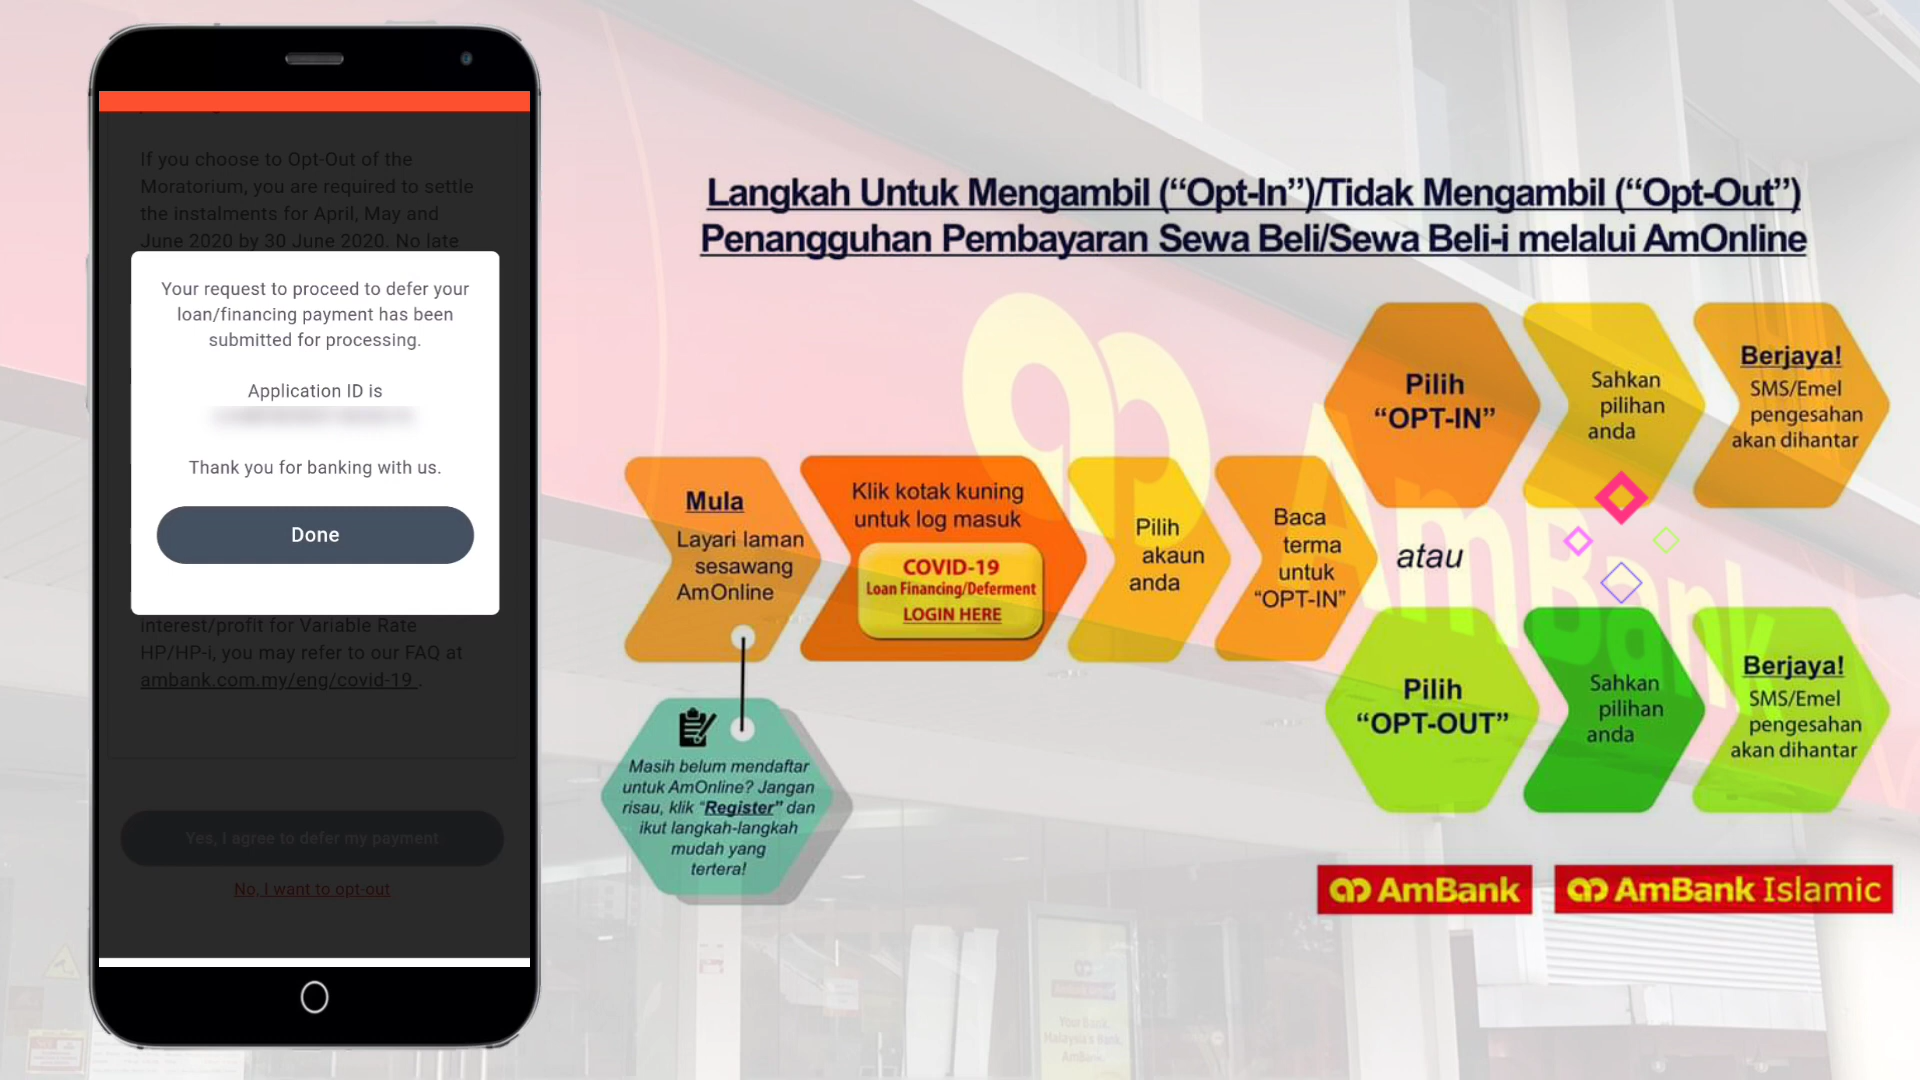 If you choose to Opt-Out of the
Moratorium, you are required to settle
the instalments for April, May and
June 2020 by 30 June 2020. No late
Your request to proceed to defer your
loan/financing payment has been
submitted for processing.
Application ID is
Thank you for banking with us.
Done
interest/profit for Variable Rate
HP/HP-i, you may refer to our FAQ at
ambank.com.my/eng/covid-19 .
Yes, I agree to defer my payment
No, I want to opt-out
Langkah Untuk Mengambil (“Opt-In”)/Tidak Mengambil (“Opt-Out”)
Penangguhan Pembayaran Sewa Beli/Sewa Beli-i melalui AmOnline
Mula
Layari laman
sesawang
AmOnline
Masih belum mendaftar
untuk AmOnline? Jangan
risau, klik “Register” dan
ikut langkah-langkah
mudah yang
tertera!
Klik kotak kuning
untuk log masuk
COVID-19
Loan Financing/Deferment
LOGIN HERE
Pilih
akaun
anda
Baca
terma
untuk
“OPT-IN”
Pilih
“OPT-IN”
Sahkan
pilihan
anda
Berjaya!
SMS/Emel
pengesahan
akan dihantar
atau
Pilih
“OPT-OUT”
Sahkan
pilihan
anda
Berjaya!
SMS/Emel
pengesahan
akan dihantar
AmBank
AmBank
AmBank Islamic
Your Bank.
Malaysia's Bank.
AmBank.